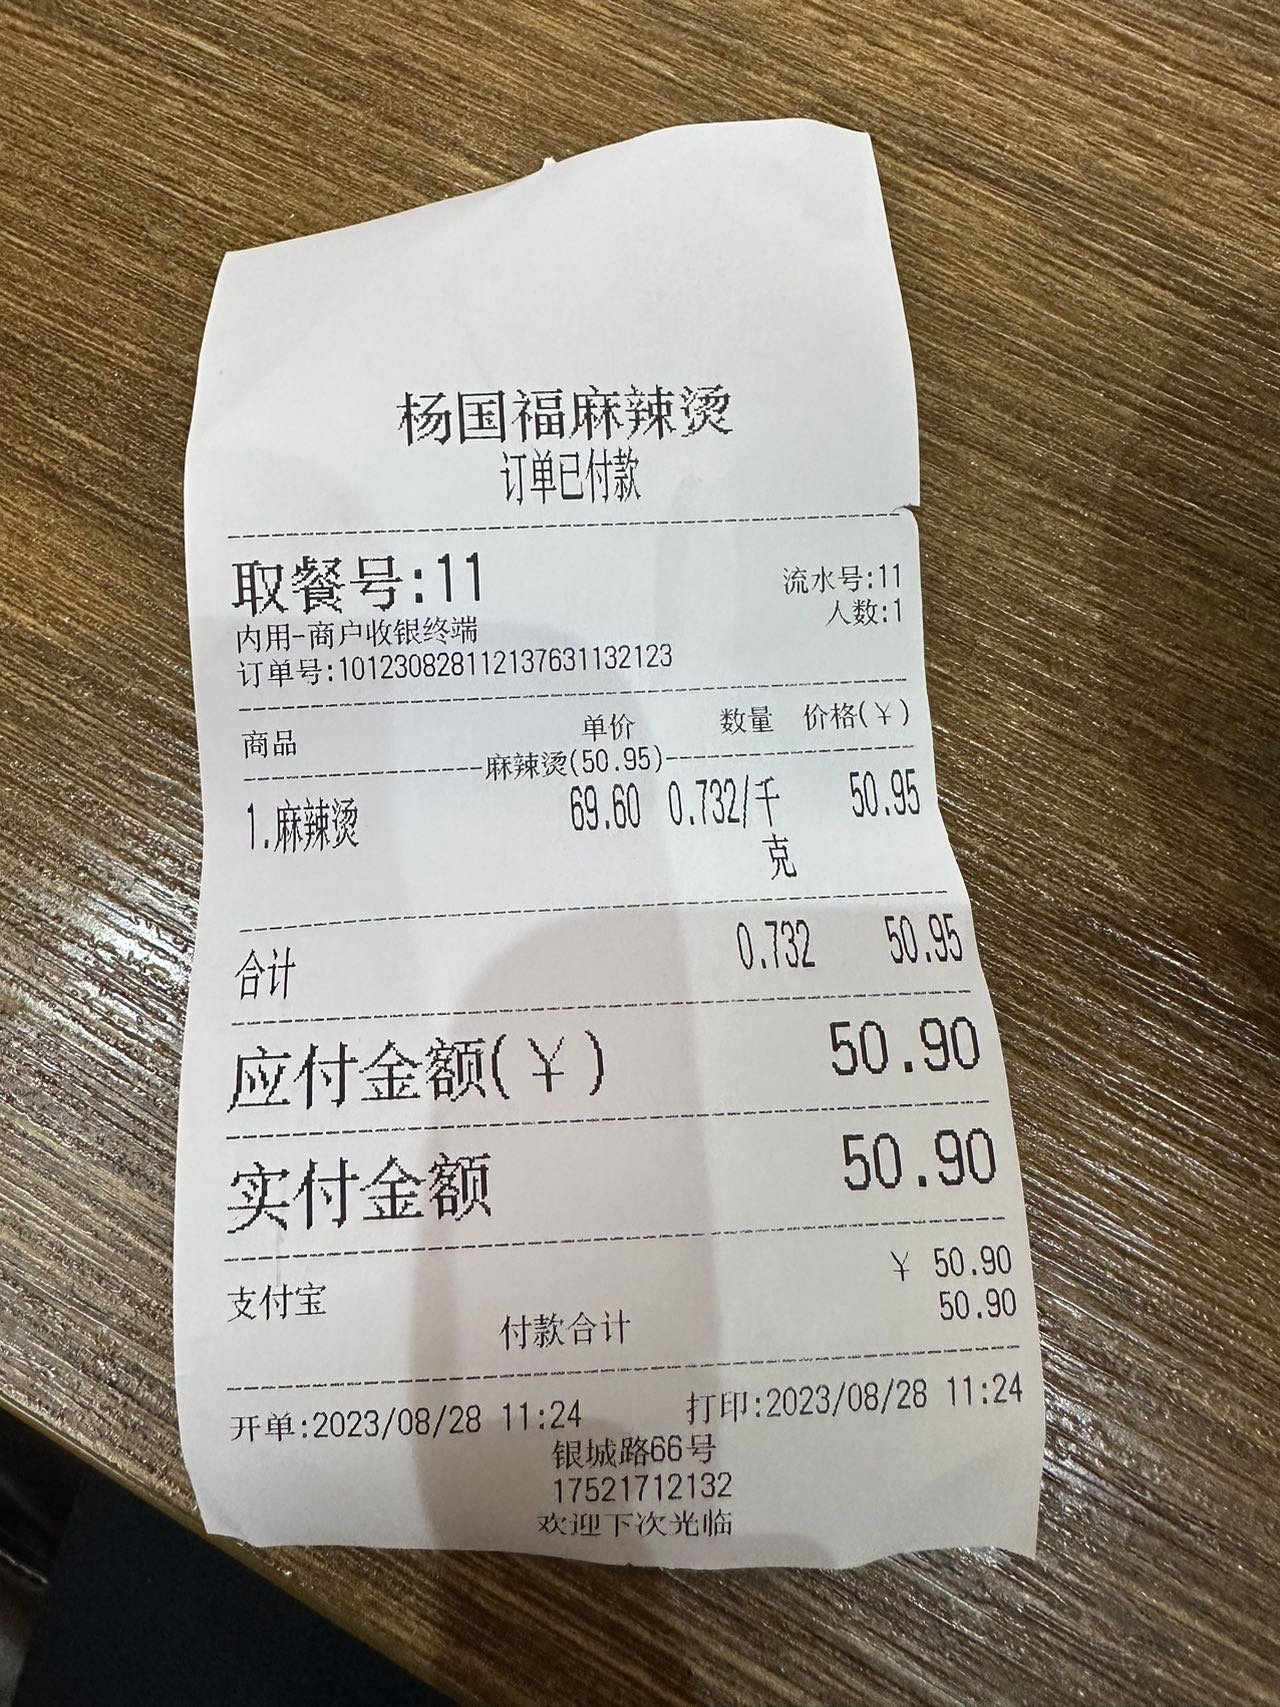 杨国福麻辣烫
订单已付款
取餐号:11 流水号:11
内用-商户收银终端 人数:1
订单号:101230828112137631132123
商品 单价 数量 价格(¥)
麻辣烫(50.95)
1.麻辣烫 69.60 0.732/千 50.95
克
合计 0.732 50.95
应付金额(¥) 50.90
实付金额 50.90
支付宝 ¥ 50.90
付款合计 50.90
开单:2023/08/28 11:24 打印:2023/08/28 11:24
银城路66号
17521712132
欢迎下次光临